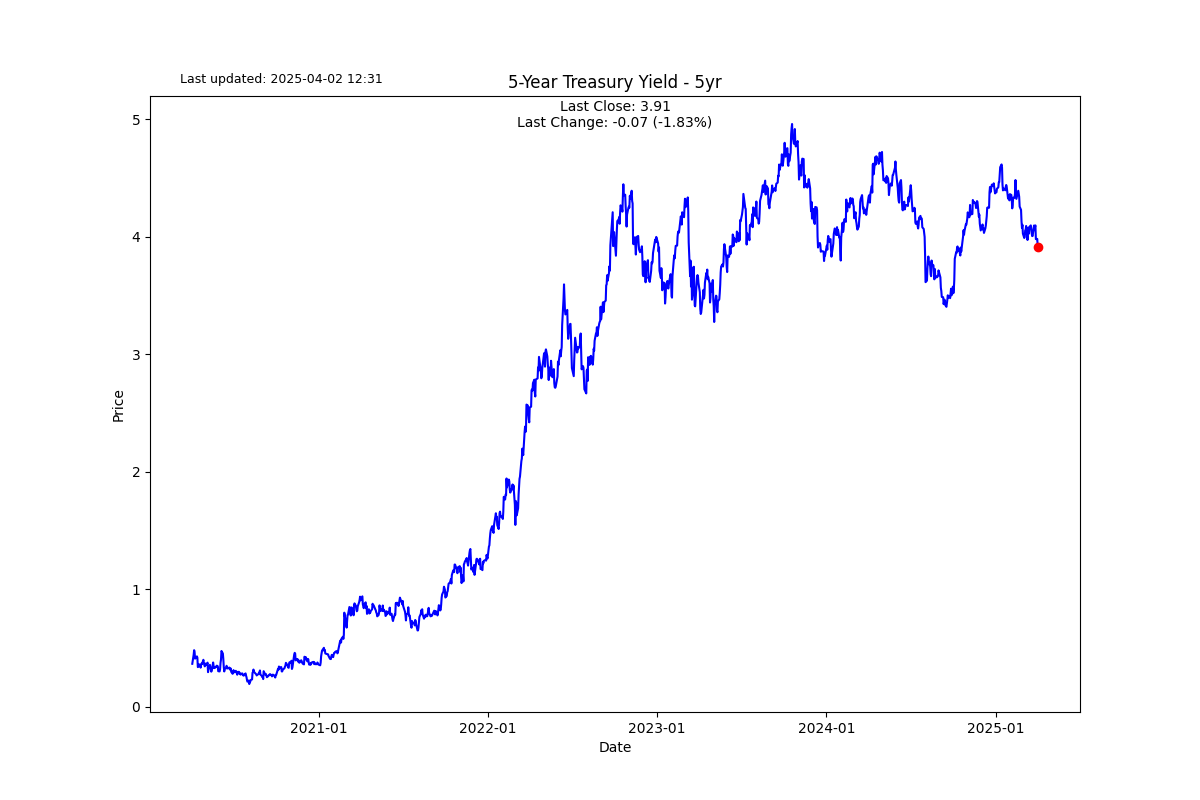 Last updated: 2025-04-02 12:31
5-Year Treasury Yield - 5yr
Last Close: 3.91
Last Change: -0.07 (-1.83%)
5
4
3
2
1
0
Price
2021-01 2022-01 2023-01 2024-01 2025-01
Date